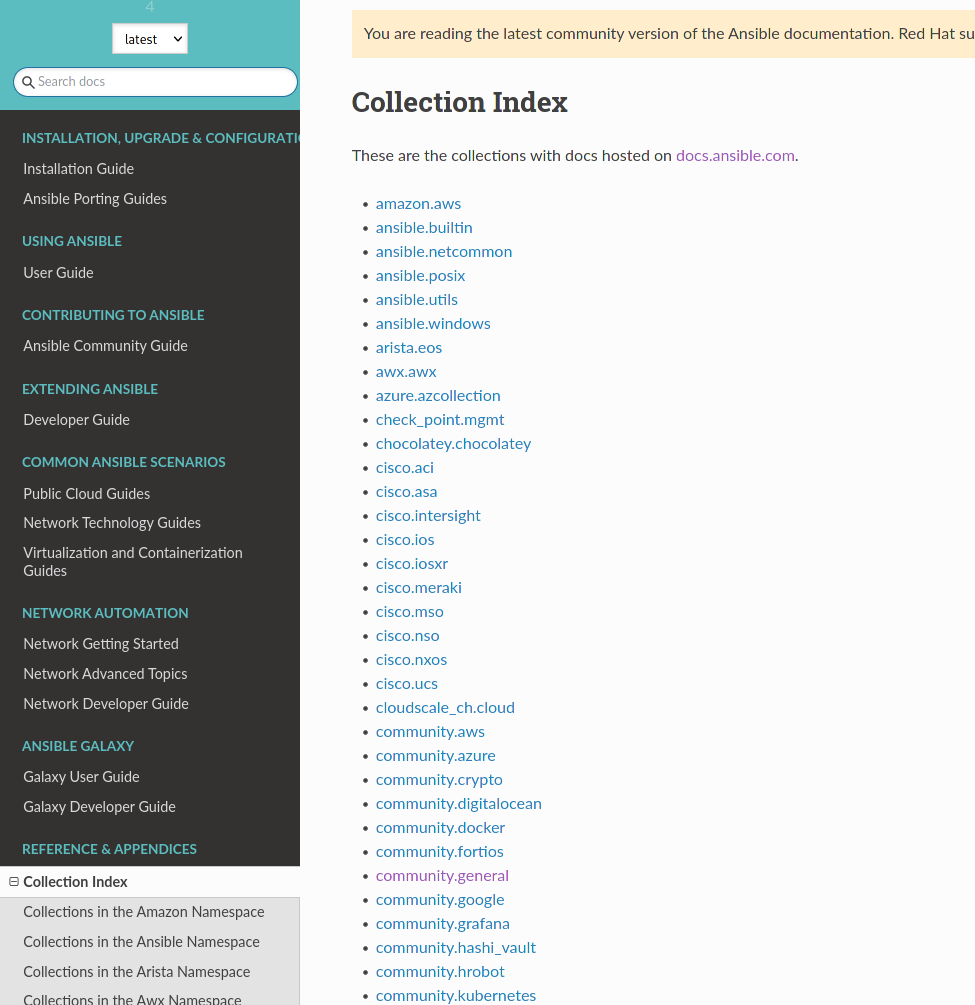 4
latest
Search docs
INSTALLATION, UPGRADE & CONFIGURATIO
Installation Guide
Ansible Porting Guides
USING ANSIBLE
User Guide
CONTRIBUTING TO ANSIBLE
Ansible Community Guide
EXTENDING ANSIBLE
Developer Guide
COMMON ANSIBLE SCENARIOS
Public Cloud Guides
Network Technology Guides
Virtualization and Containerization
Guides
NETWORK AUTOMATION
Network Getting Started
Network Advanced Topics
Network Developer Guide
ANSIBLE GALAXY
Galaxy User Guide
Galaxy Developer Guide
REFERENCE & APPENDICES
Collection Index
Collections in the Amazon Namespace
Collections in the Ansible Namespace
Collections in the Arista Namespace
Collections in the Awx Namespace
You are reading the latest community version of the Ansible documentation. Red Hat su
Collection Index
These are the collections with docs hosted on docs.ansible.com.
• amazon.aws
• ansible.builtin
• ansible.netcommon
• ansible.posix
• ansible.utils
• ansible.windows
• arista.eos
• awx.awx
• azure.azcollection
• check_point.mgmt
• chocolatey.chocolatey
• cisco.aci
• cisco.asa
• cisco.intersight
• cisco.ios
• cisco.iosxr
• cisco.meraki
• cisco.mso
• cisco.nso
• cisco.nxos
• cisco.ucs
• cloudscale_ch.cloud
• community.aws
• community.azure
• community.crypto
• community.digitalocean
• community.docker
• community.fortios
• community.general
• community.google
• community.grafana
• community.hashi_vault
• community.hrobot
• community.kubernetes